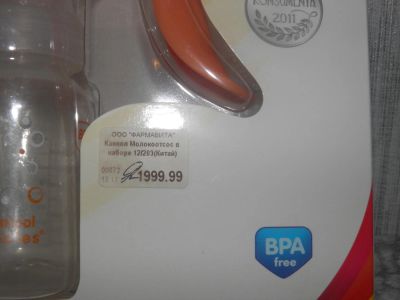 KONSUMENTA
2011
ООО "ФАРМАВИТА"
Канпол Молокоотсос в
наборе 12/203(Китай)
1999.99
BPA
free